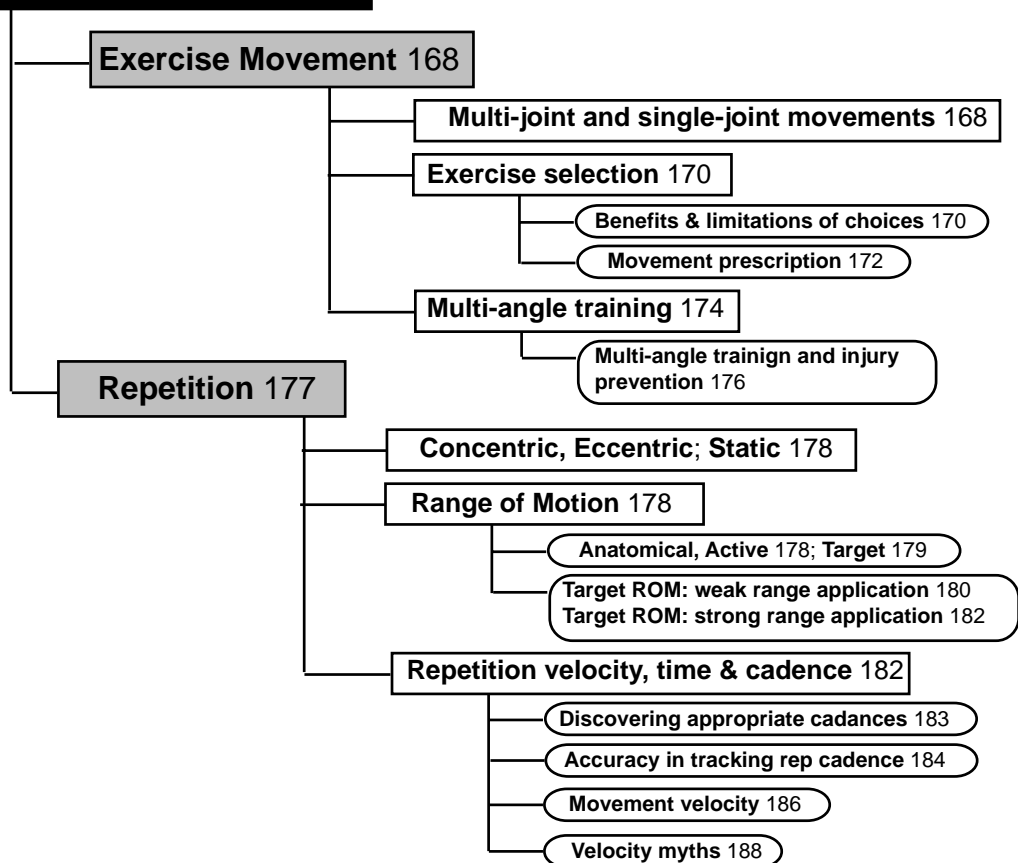 Exercise Movement 168
Multi-joint and single-joint movements 168
Exercise selection 170
Benefits & limitations of choices 170
Movement prescription 172
Multi-angle training 174
Multi-angle trainign and injury
prevention 176
Repetition 177
Concentric, Eccentric; Static 178
Range of Motion 178
Anatomical, Active 178; Target 179
Target ROM: weak range application 180
Target ROM: strong range application 182
Repetition velocity, time & cadence 182
Discovering appropriate cadances 183
Accuracy in tracking rep cadence 184
Movement velocity 186
Velocity myths 188